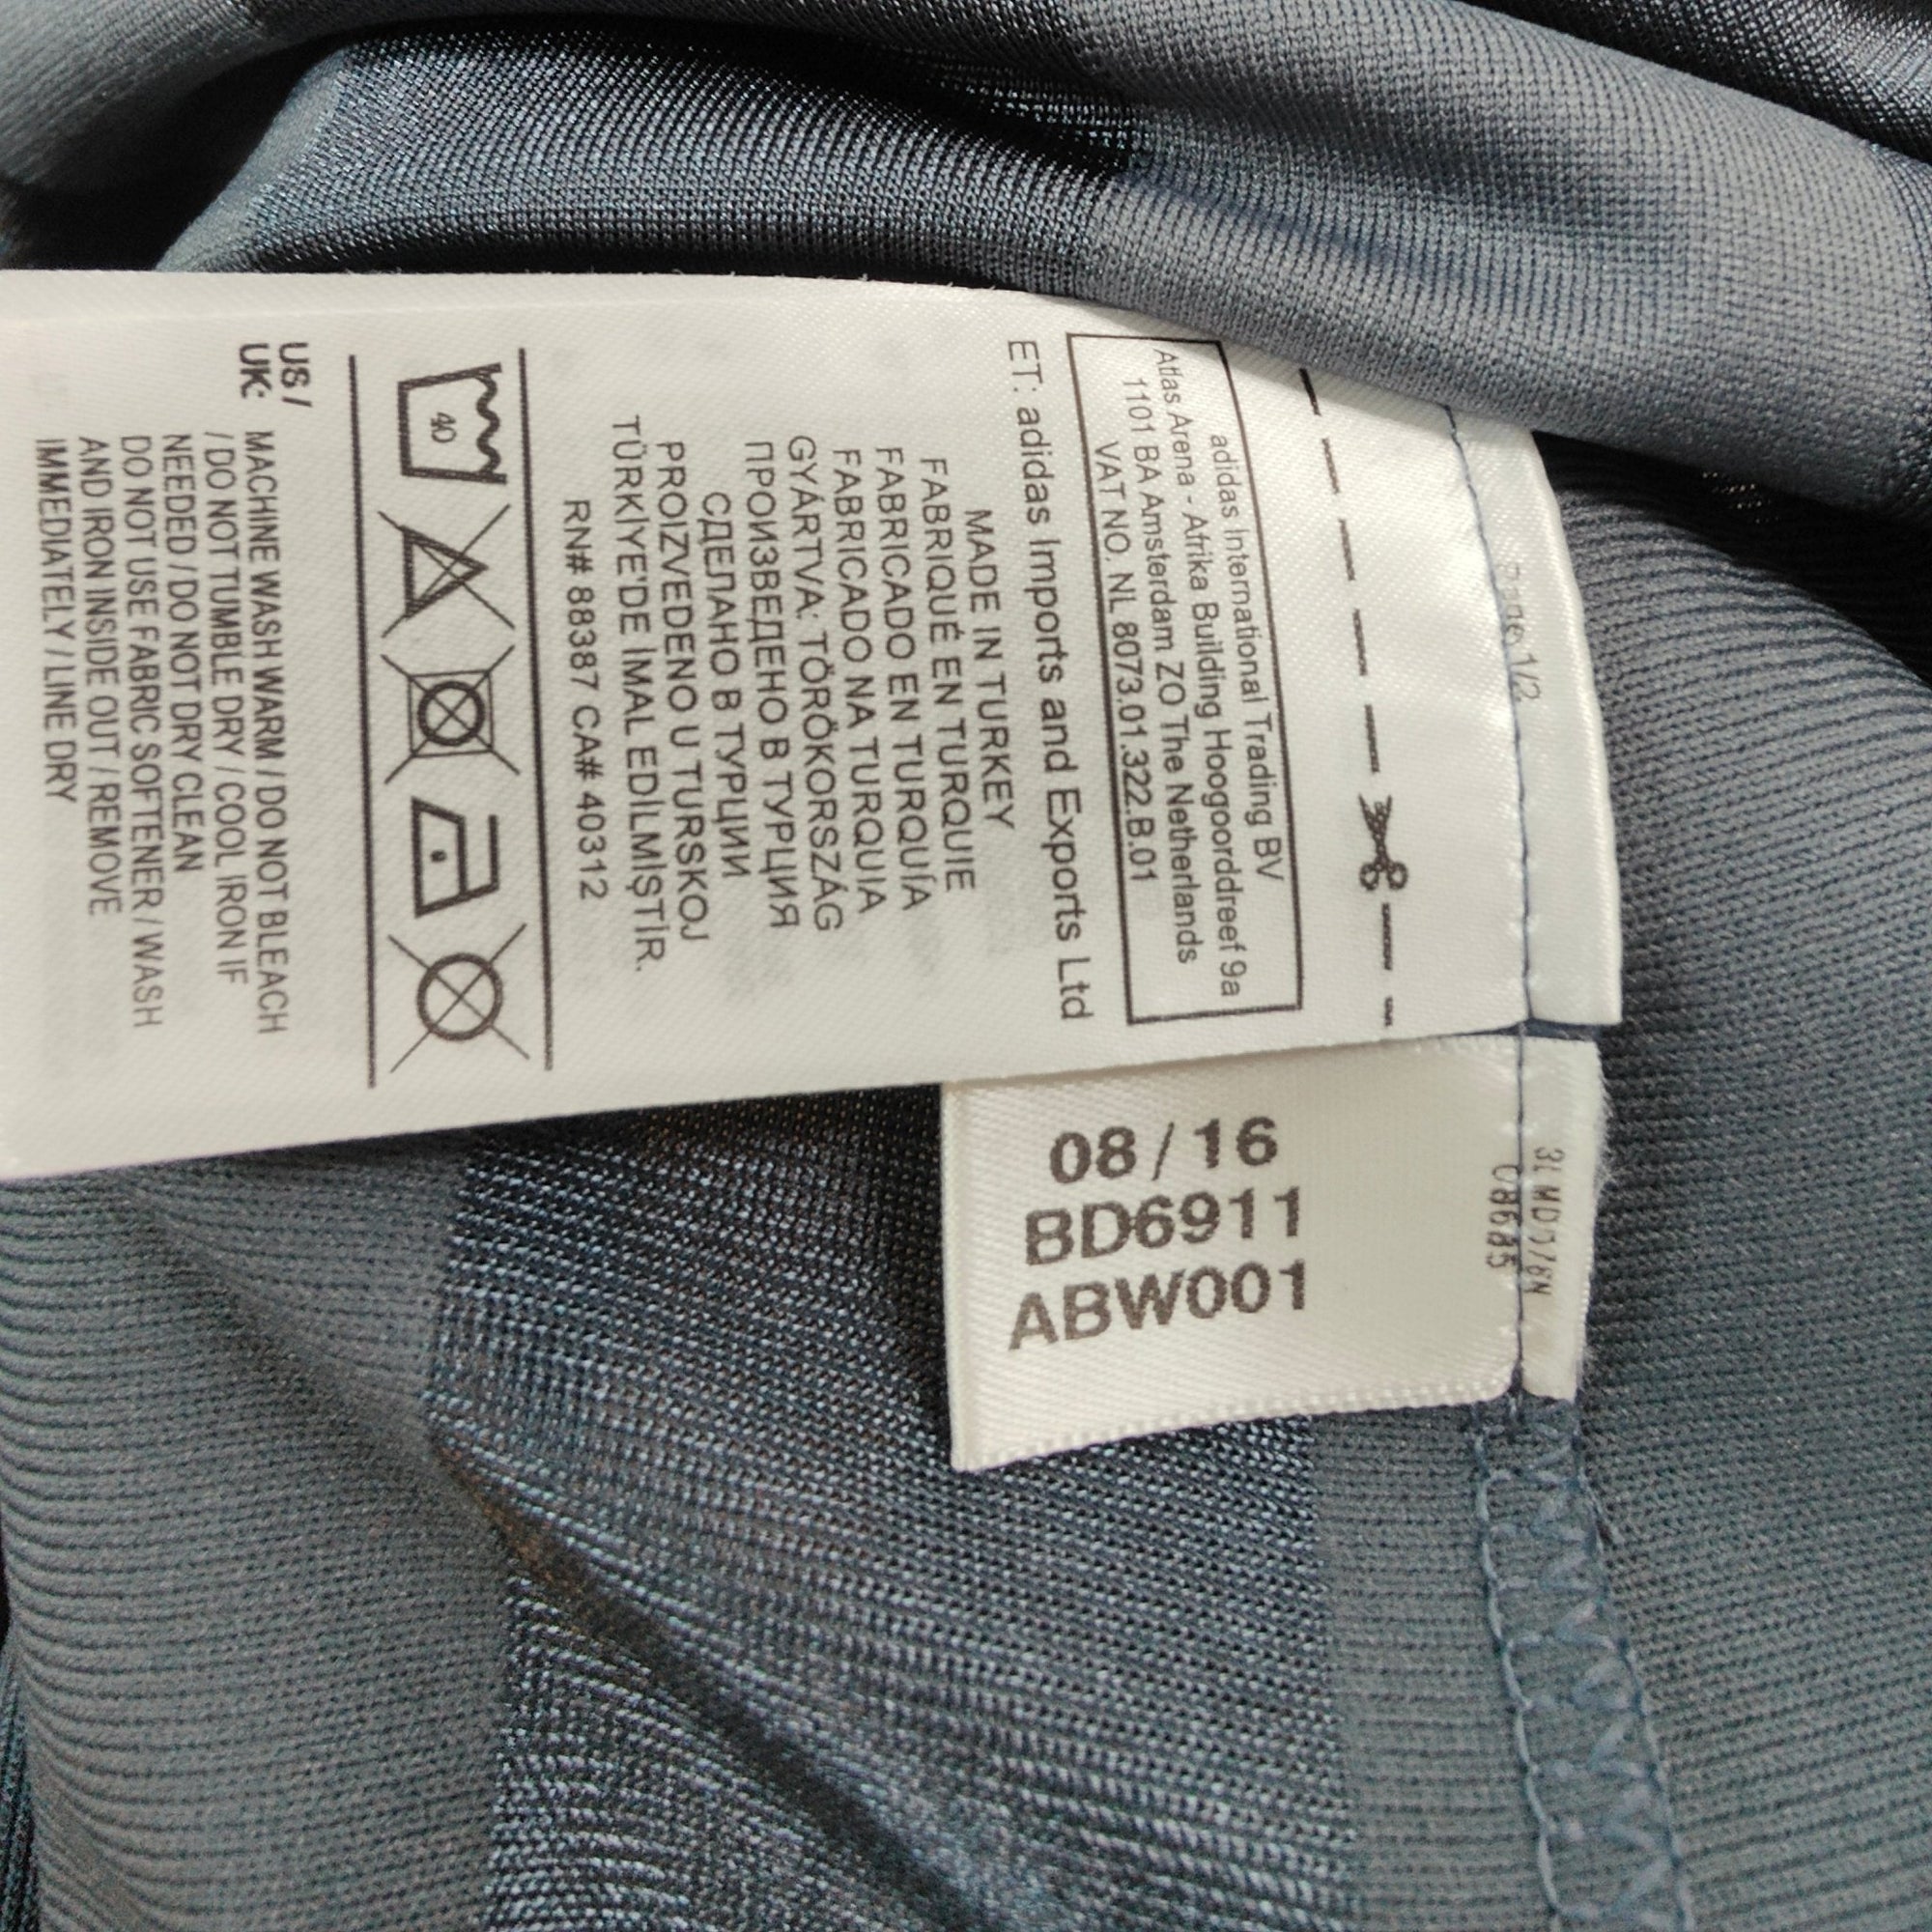 Page 1/2
adidas International Trading BV
Atlas Arena - Afrika Building Hoogoorddreef 9a
1101 BA Amsterdam ZO The Netherlands
VAT NO. NL 8073.01.322.B.01
ET: adidas Imports and Exports Ltd
MADE IN TURKEY
FABRIQUÉ EN TURQUIE
FABRICADO EN TURQUÍA
FABRICADO NA TURQUIA
GYÁRTVA: TÖRÖKORSZÁG
ПРОИЗВЕДЕНО В ТУРЦИЯ
СДЕЛАНО В ТУРЦИИ
PROIZVEDENO U TURSKOJ
TÜRKİYE'DE İMAL EDİLMİŞTİR.
RN# 88387 CA# 40312
40
US /
UK:
MACHINE WASH WARM / DO NOT BLEACH
/ DO NOT TUMBLE DRY / COOL IRON IF
NEEDED / DO NOT DRY CLEAN
DO NOT USE FABRIC SOFTENER / WASH
AND IRON INSIDE OUT / REMOVE
IMMEDIATELY / LINE DRY
08/16
BD6911
ABW001